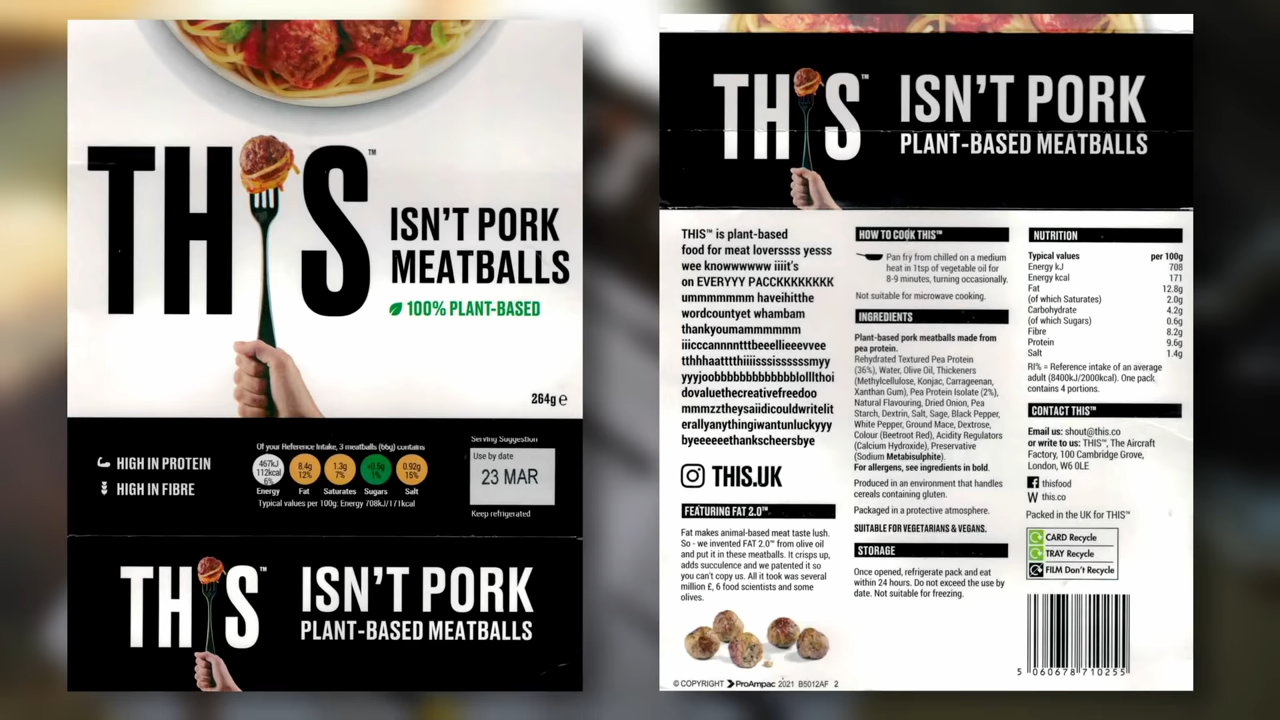 THIS™
ISN'T PORK
MEATBALLS
100% PLANT-BASED
264g e
HIGH IN PROTEIN
HIGH IN FIBRE
Of your Reference Intake, 3 meatballs (66g) contains
467kJ 112kcal 6%
8.4g 12%
1.3g 7%
<0.5g 1%
0.92g 15%
Energy Fat Saturates Sugars Salt
Typical values per 100g: Energy 708kJ/171kcal
Serving Suggestion
Use by date
23 MAR
Keep refrigerated
THIS™ ISN'T PORK
PLANT-BASED MEATBALLS
THIS™ ISN'T PORK
PLANT-BASED MEATBALLS
THIS™ is plant-based
food for meat loverssss yesss
wee knowwwwww iiiit's
on EVERYYY PACCKKKKKKKK
ummmmmmm haveihitthe
wordcountyet whambam
thankyoumammmmmm
iiicccannnntttbeeellieeevvee
tthhhaatttthiiiisssissssssmyy
yyyjoobbbbbbbbbbbbblolllthoi
dovaluethecreativefreedoo
mmmzztheysaiidicouldwritelit
erallyanythingiwantunluckyyy
byeeeeeethankscheersbye
THIS.UK
FEATURING FAT 2.0™
Fat makes animal-based meat taste lush.
So - we invented FAT 2.0™ from olive oil
and put it in these meatballs. It crisps up,
adds succulence and we patented it so
you can't copy us. All it took was several
million £, 6 food scientists and some
olives.
© COPYRIGHT ProAmpac 2021 B5012AF 2
HOW TO COOK THIS™
Pan fry from chilled on a medium
heat in 1tsp of vegetable oil for
8-9 minutes, turning occasionally.
Not suitable for microwave cooking.
INGREDIENTS
Plant-based pork meatballs made from
pea protein.
Rehydrated Textured Pea Protein
(36%), Water, Olive Oil, Thickeners
(Methylcellulose, Konjac, Carrageenan,
Xanthan Gum), Pea Protein Isolate (2%),
Natural Flavouring, Dried Onion, Pea
Starch, Dextrin, Salt, Sage, Black Pepper,
White Pepper, Ground Mace, Dextrose,
Colour (Beetroot Red), Acidity Regulators
(Calcium Hydroxide), Preservative
(Sodium Metabisulphite).
For allergens, see ingredients in bold.
Produced in an environment that handles
cereals containing gluten.
Packaged in a protective atmosphere.
SUITABLE FOR VEGETARIANS & VEGANS.
STORAGE
Once opened, refrigerate pack and eat
within 24 hours. Do not exceed the use by
date. Not suitable for freezing.
NUTRITION
Typical values per 100g
Energy kJ 708
Energy kcal 171
Fat 12.8g
(of which Saturates) 2.0g
Carbohydrate 4.2g
(of which Sugars) 0.6g
Fibre 8.2g
Protein 9.6g
Salt 1.4g
RI% = Reference intake of an average
adult (8400kJ/2000kcal). One pack
contains 4 portions.
CONTACT THIS™
Email us: shout@this.co
or write to us: THIS™, The Aircraft
Factory, 100 Cambridge Grove,
London, W6 0LE
thisfood
W this.co
Packed in the UK for THIS™
CARD Recycle
TRAY Recycle
FILM Don't Recycle
5 060678 710255